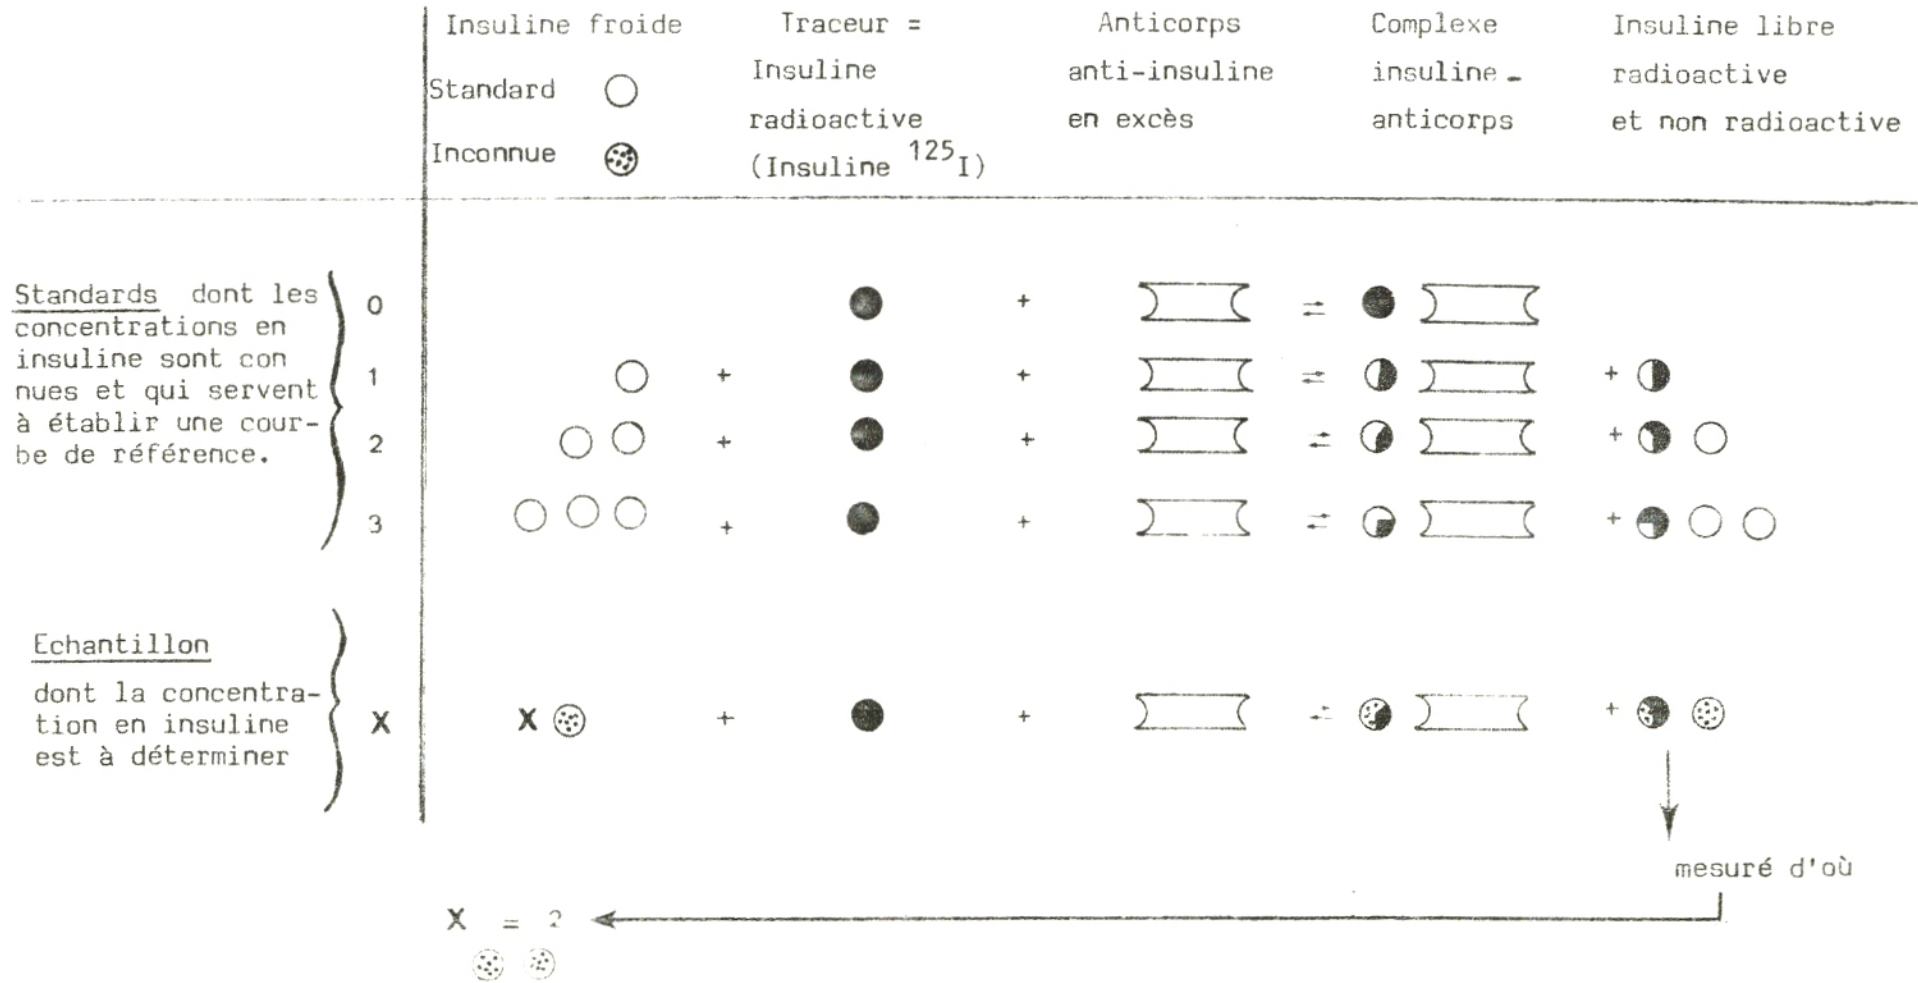 Insuline froide
Standard
Inconnue
Traceur =
Insuline
radioactive
(Insuline 125I)
Anticorps
anti-insuline
en excès
Complexe
insuline -
anticorps
Insuline libre
radioactive
et non radioactive
Standards dont les
concentrations en
insuline sont con
nues et qui servent
à établir une cour-
be de référence.
0
+
1
+
+
+
2
+
+
+
3
+
+
+
Echantillon
dont la concentra-
tion en insuline
est à déterminer
X
X
+
+
+
mesuré d'où
X = 2